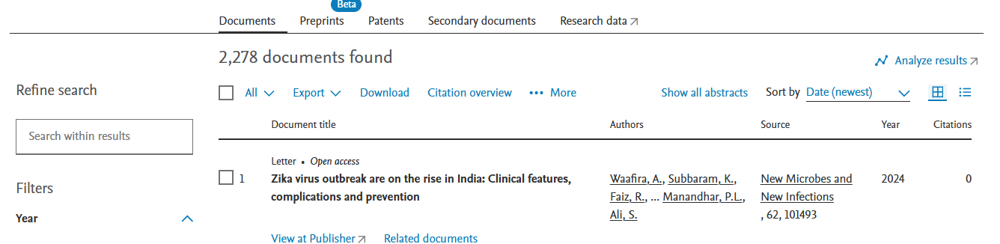 Beta
Documents Preprints Patents Secondary documents Research data
2,278 documents found
Analyze results
Refine search
All Export Download Citation overview ••• More Show all abstracts Sort by Date (newest)
Document title Authors Source Year Citations
Search within results
Letter • Open access
1 Zika virus outbreak are on the rise in India: Clinical features, Waafira, A., Subbaram, K., New Microbes and 2024 0
complications and prevention Faiz, R., ... Manandhar, P.L., New Infections
Filters
Ali, S. , 62, 101493
Year
View at Publisher Related documents